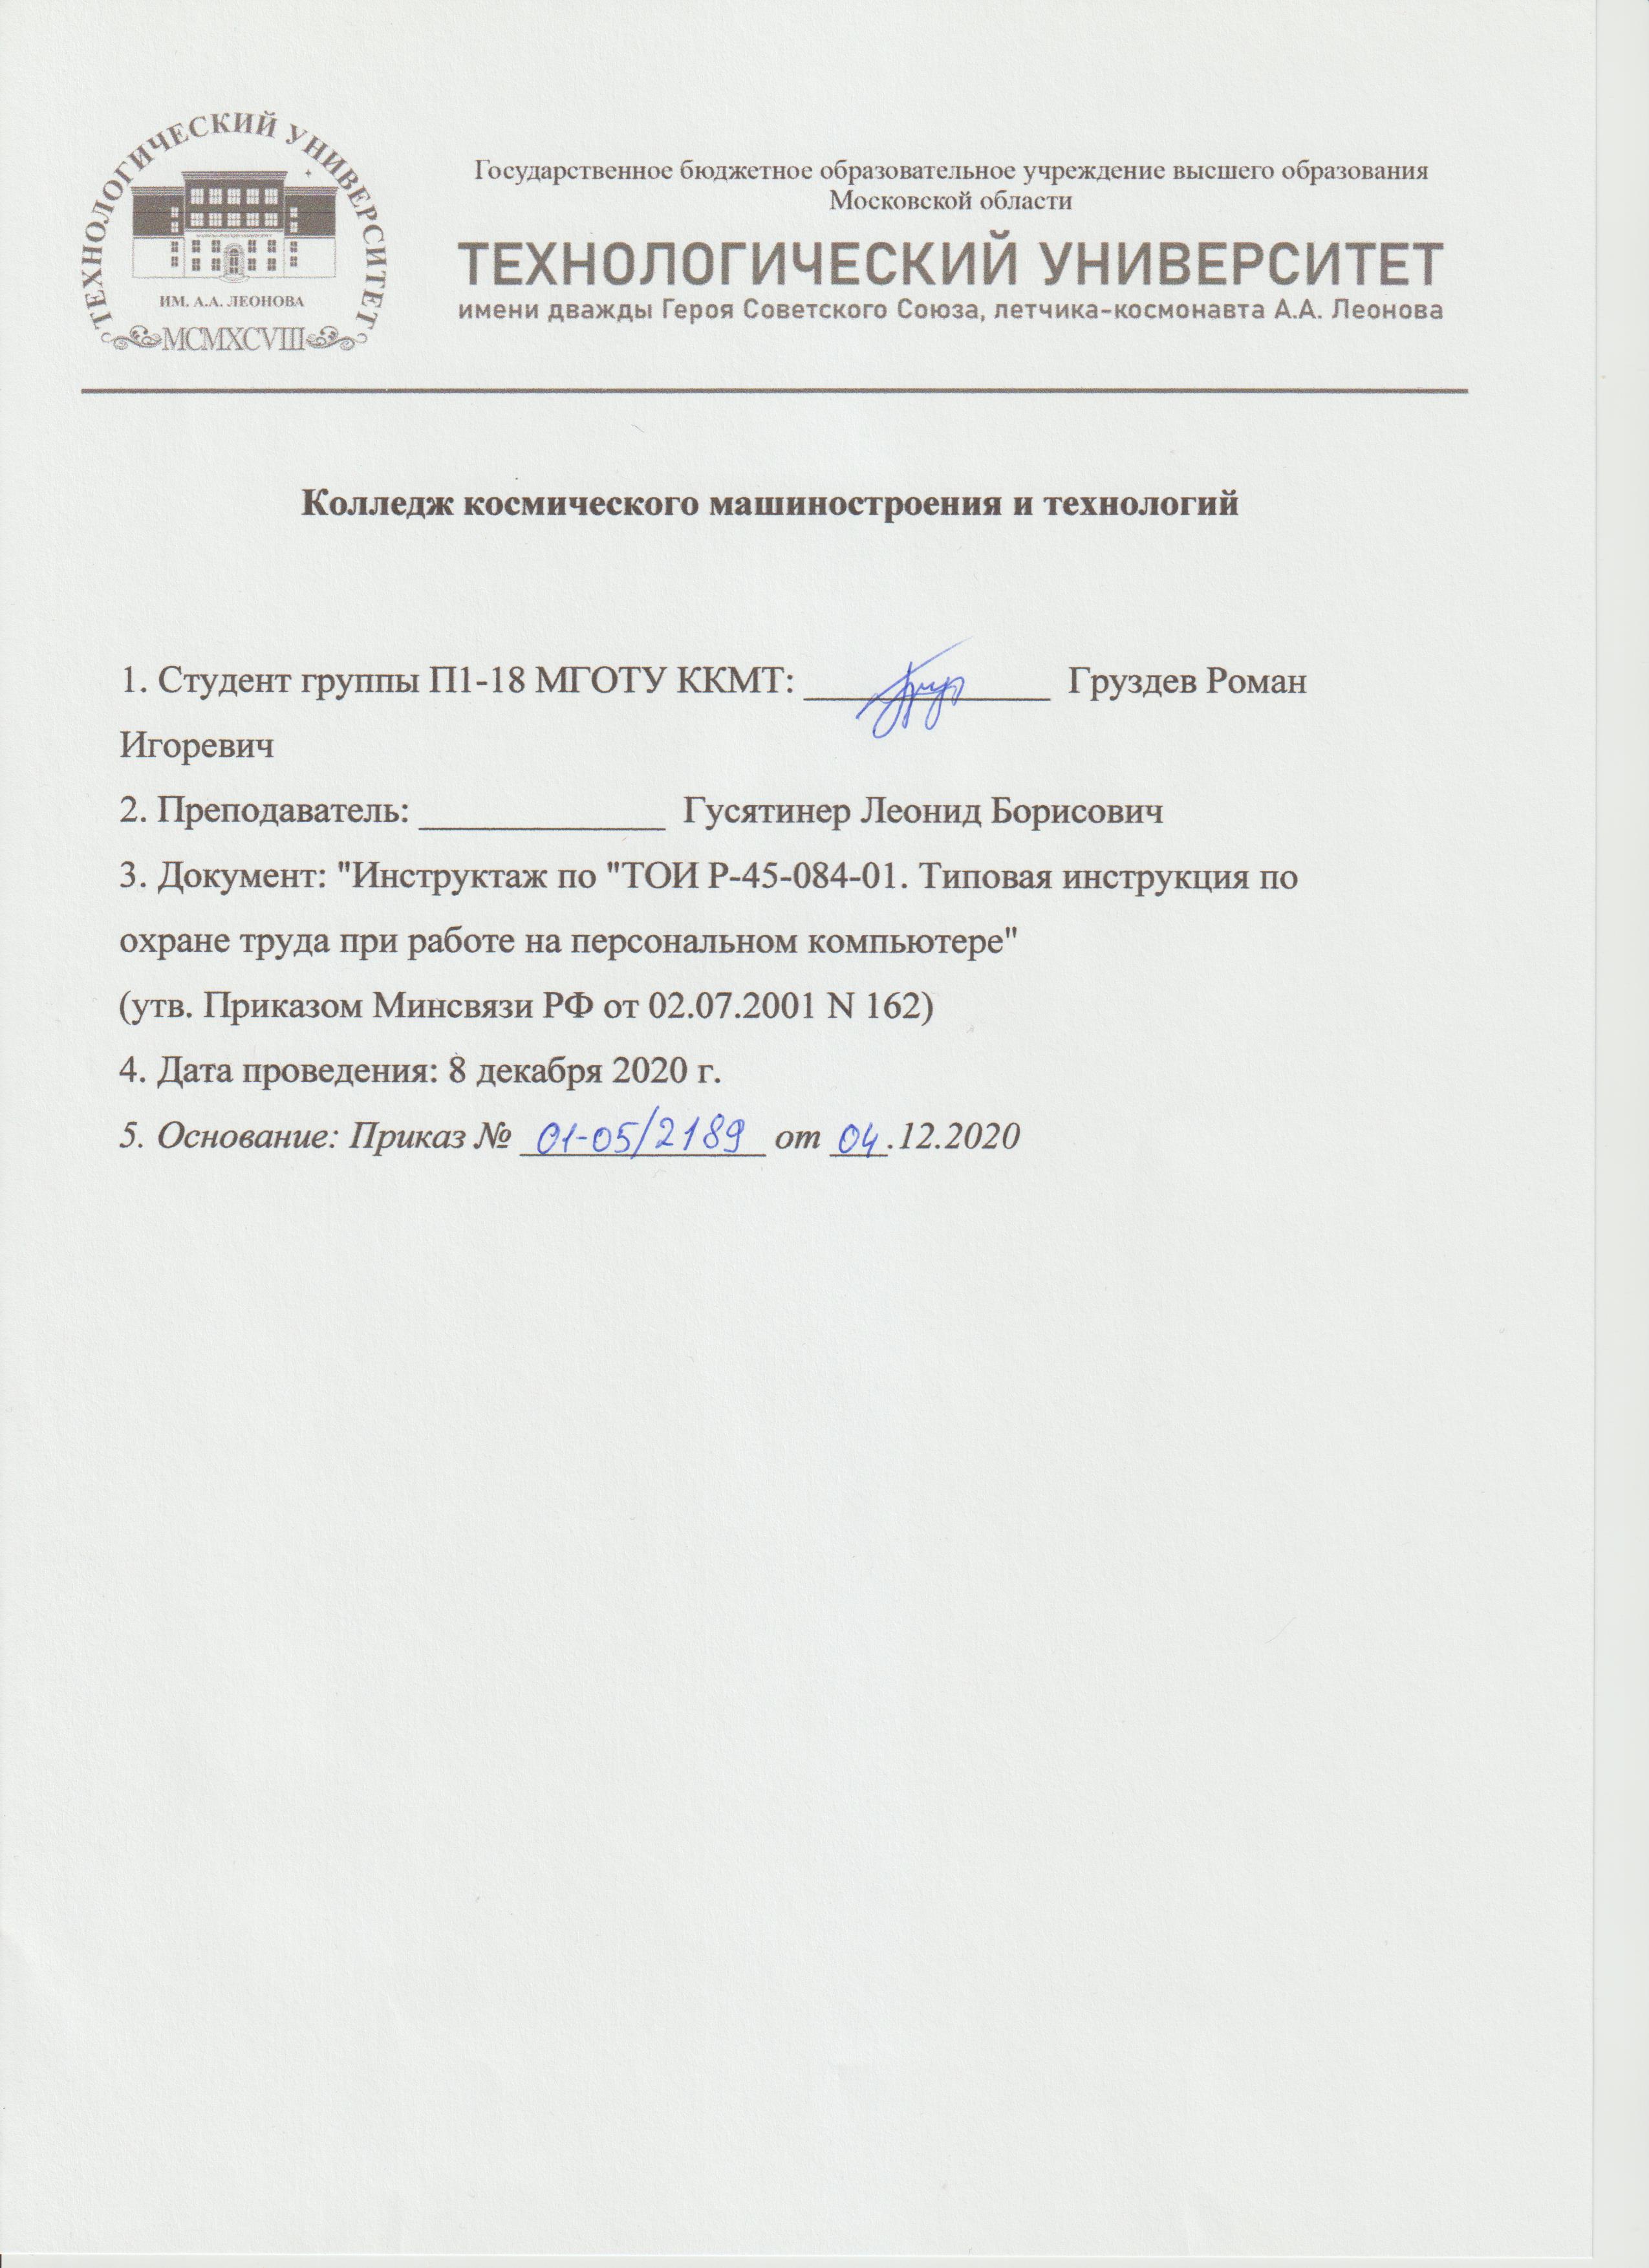 ТЕХНОЛОГИЧЕСКИЙ УНИВЕРСИТЕТ
ИМ. А.А. ЛЕОНОВА
MCMXCVIII
Государственное бюджетное образовательное учреждение высшего образования
Московской области
ТЕХНОЛОГИЧЕСКИЙ УНИВЕРСИТЕТ
имени дважды Героя Советского Союза, летчика-космонавта А.А. Леонова
Колледж космического машиностроения и технологий
1. Студент группы П1-18 МГОТУ ККМТ: _____________ Груздев Роман
Игоревич
2. Преподаватель: _____________ Гусятинер Леонид Борисович
3. Документ: "Инструктаж по "ТОИ Р-45-084-01. Типовая инструкция по
охране труда при работе на персональном компьютере"
(утв. Приказом Минсвязи РФ от 02.07.2001 N 162)
4. Дата проведения: 8 декабря 2020 г.
5. Основание: Приказ № 01-05/2189 от 04.12.2020